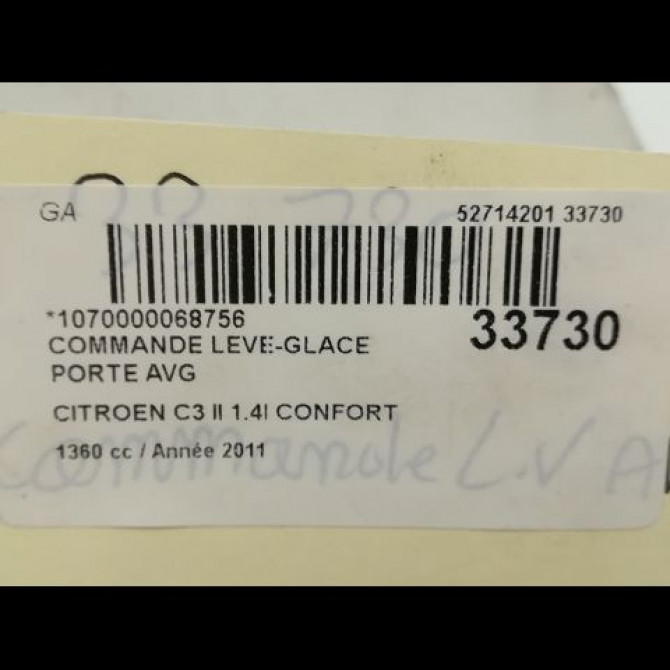 GA 52714201 33730
*1070000068756 33730
COMMANDE LEVE-GLACE
PORTE AVG
CITROEN C3 II 1.4I CONFORT
1360 cc / Année 2011
Commande L.V